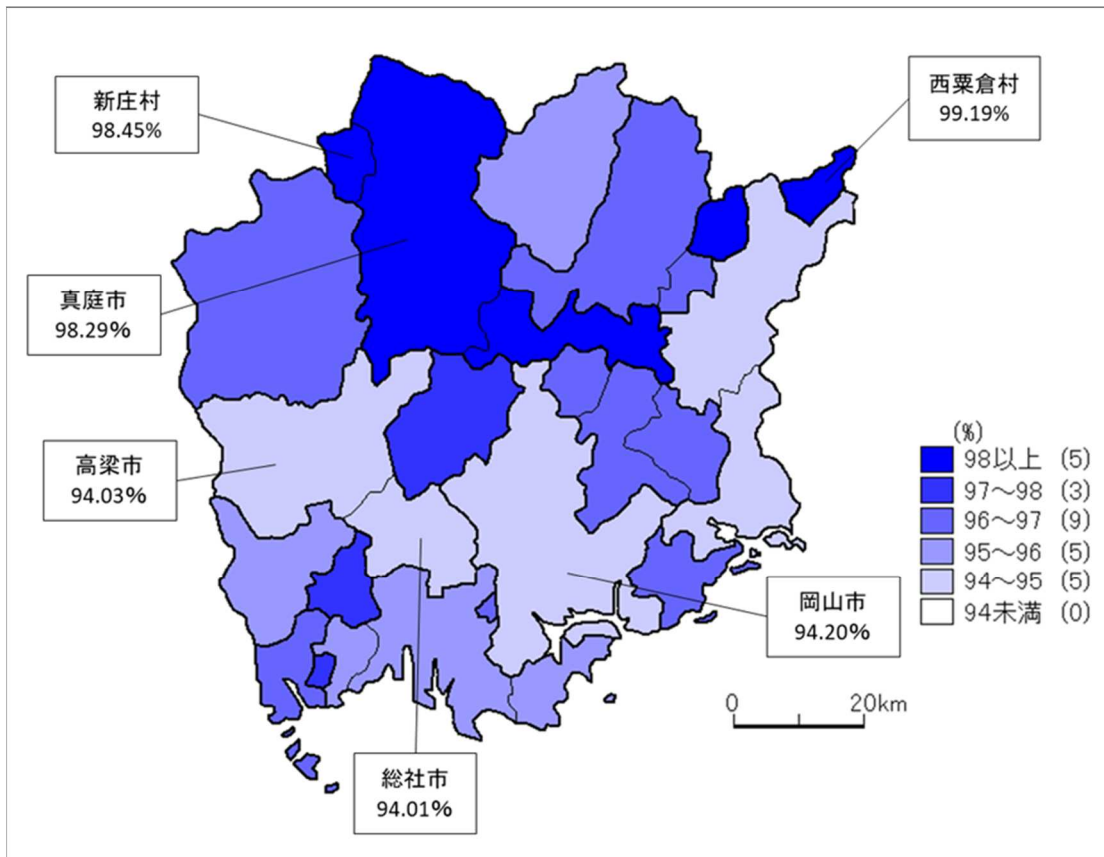 新庄村
98.45%
西粟倉村
99.19%
真庭市
98.29%
高梁市
94.03%
(%)
98以上 (5)
97～98 (3)
96～97 (9)
95～96 (5)
94～95 (5)
94未満 (0)
岡山市
94.20%
0 20km
総社市
94.01%